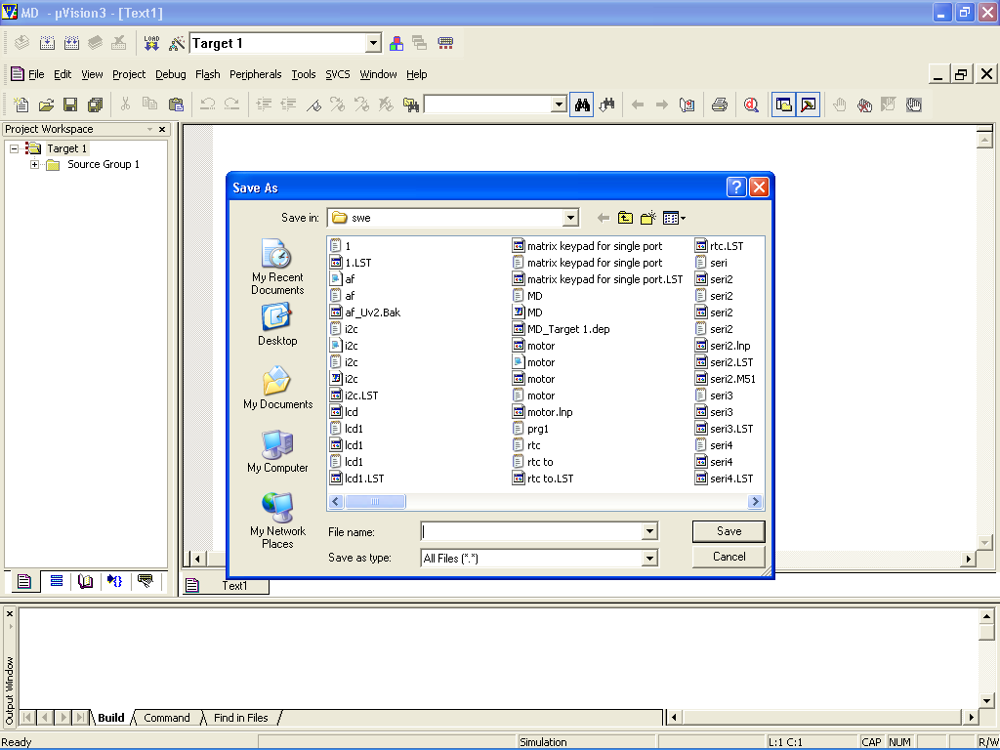 MD - µVision3 - [Text1]
LOAD
Target 1
File Edit View Project Debug Flash Peripherals Tools SVCS Window Help
Project Workspace
Target 1
Source Group 1
Save As
Save in: swe
My Recent Documents
Desktop
My Documents
My Computer
My Network Places
1
1.LST
af
af
af_Uv2.Bak
i2c
i2c
i2c
i2c
i2c.LST
lcd
lcd1
lcd1
lcd1
lcd1.LST
matrix keypad for single port
matrix keypad for single port
matrix keypad for single port.LST
MD
MD
MD_Target 1.dep
motor
motor
motor
motor
motor.lnp
prg1
rtc
rtc to
rtc to.LST
rtc.LST
seri
seri2
seri2
seri2
seri2
seri2.lnp
seri2.LST
seri2.M51
seri3
seri3
seri3.LST
seri4
seri4
seri4.LST
File name:
Save
Save as type: All Files (*.*)
Cancel
Text1
Output Window
Build Command Find in Files
Ready Simulation L:1 C:1 CAP NUM R/W